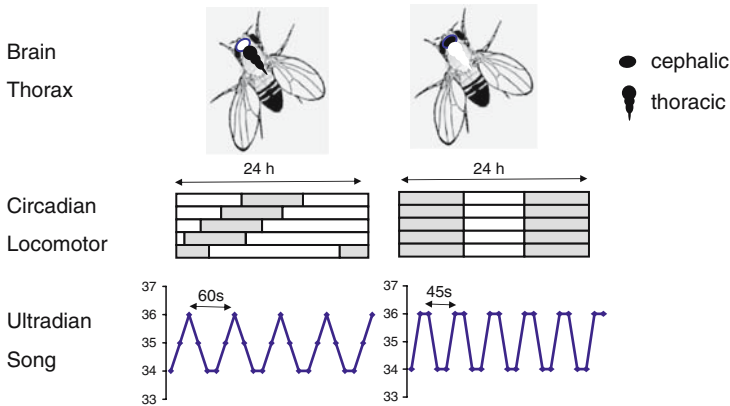 Brain
Thorax
cephalic
thoracic
24 h
24 h
Circadian
Locomotor
Ultradian
Song
37
36
35
34
33
60s
37
36
35
34
33
45s